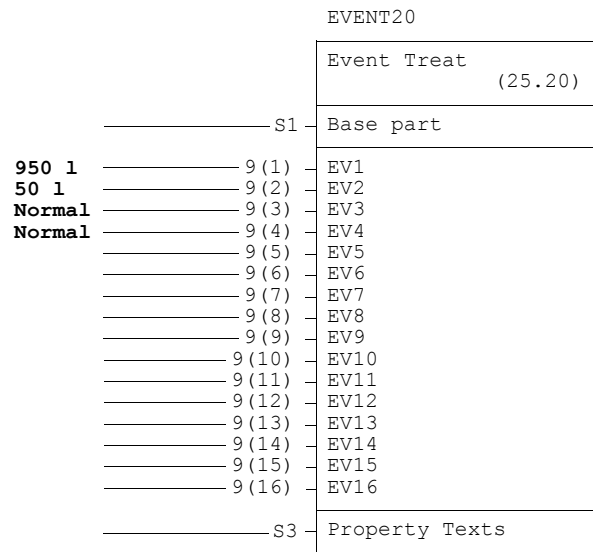 EVENT20
Event Treat
(25.20)
S1 Base part
950 l 9(1) EV1
50 l 9(2) EV2
Normal 9(3) EV3
Normal 9(4) EV4
9(5) EV5
9(6) EV6
9(7) EV7
9(8) EV8
9(9) EV9
9(10) EV10
9(11) EV11
9(12) EV12
9(13) EV13
9(14) EV14
9(15) EV15
9(16) EV16
S3 Property Texts